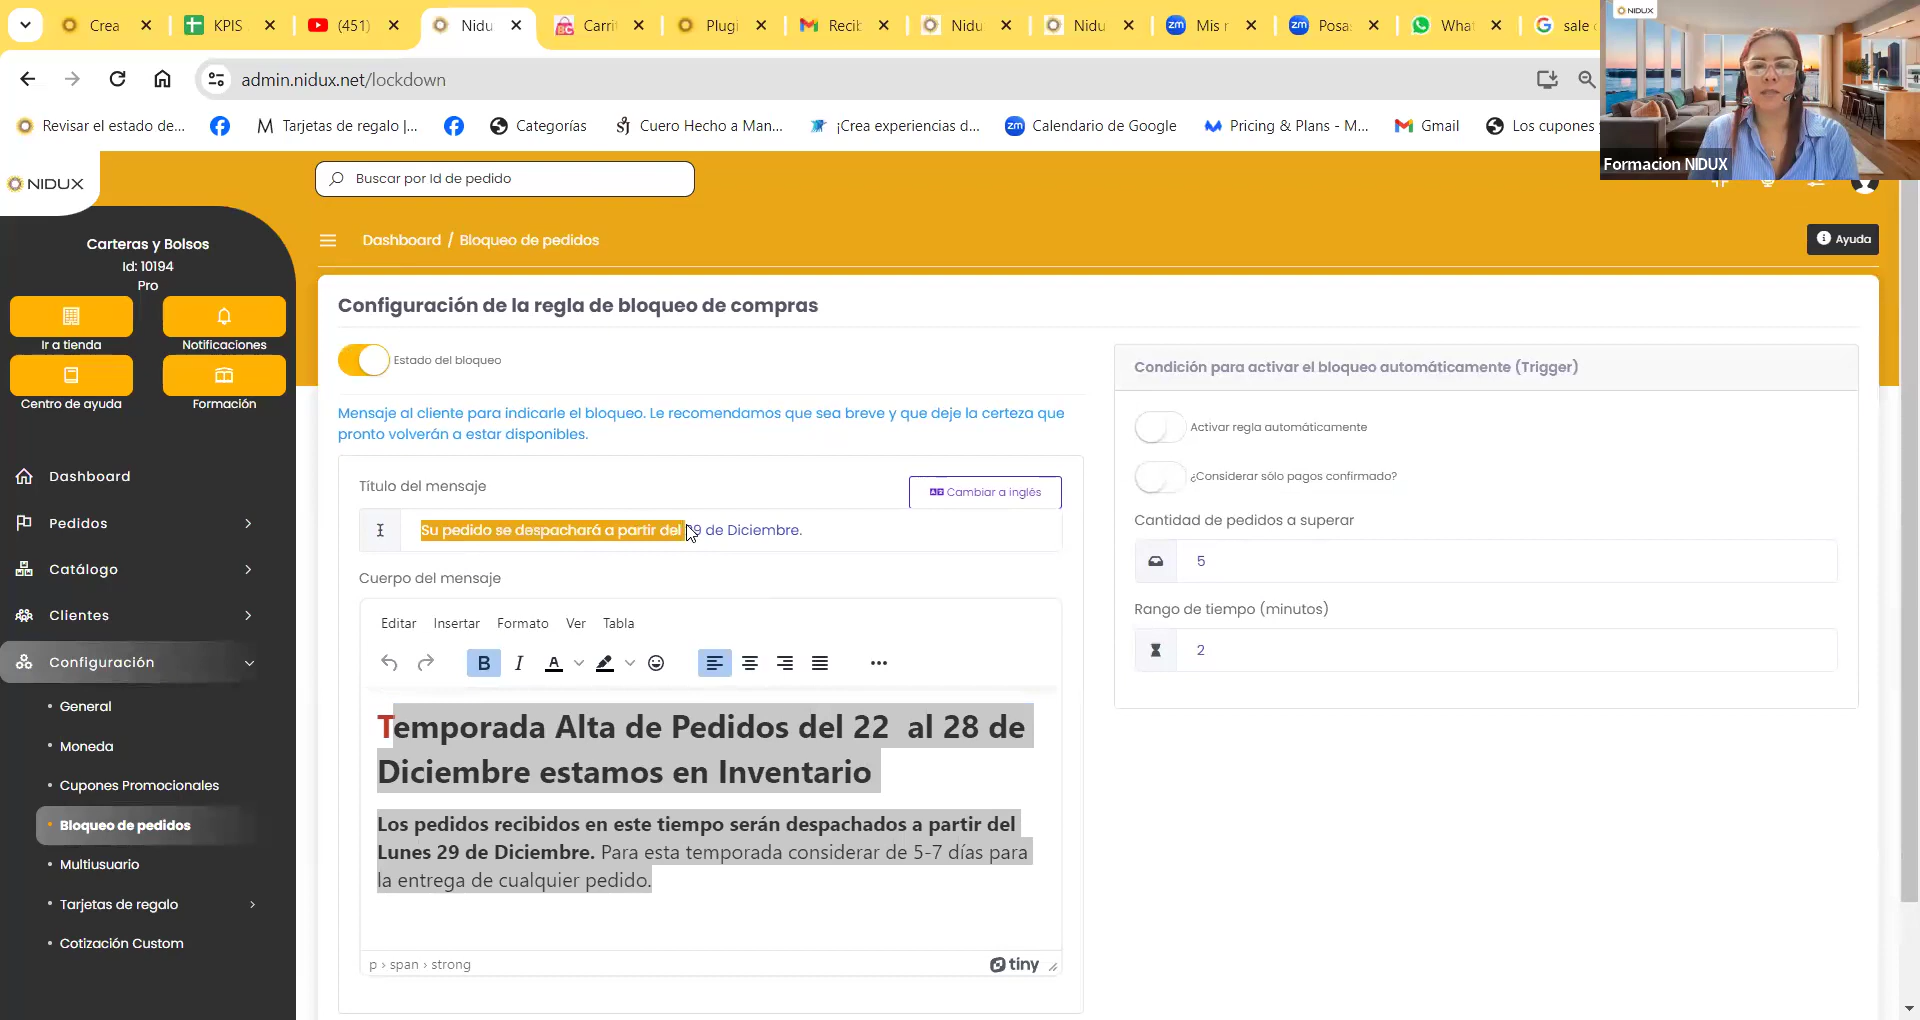 Crea
KPIS
(451)
Nidu
Carri
Plugi
Recib
Nidu
Nidu
zm
Mis r
zm
Posa
What
sale
NIDUX
admin.nidux.net/lockdown
Revisar el estado de...
Tarjetas de regalo |...
Categorías
Cuero Hecho a Man...
¡Crea experiencias d...
zm
Calendario de Google
Pricing & Plans - M...
Gmail
Los cupones
Formacion NIDUX
NIDUX
Buscar por Id de pedido
Carteras y Bolsos
Id: 10194
Pro
Ir a tienda
Notificaciones
Centro de ayuda
Formación
Dashboard
Pedidos
Catálogo
Clientes
Configuración
General
Moneda
Cupones Promocionales
Bloqueo de pedidos
Multiusuario
Tarjetas de regalo
Cotización Custom
Dashboard / Bloqueo de pedidos
Ayuda
Configuración de la regla de bloqueo de compras
Estado del bloqueo
Mensaje al cliente para indicarle el bloqueo. Le recomendamos que sea breve y que deje la certeza que
pronto volverán a estar disponibles.
Título del mensaje
Cambiar a inglés
Su pedido se despachará a partir del 29 de Diciembre.
Cuerpo del mensaje
Editar Insertar Formato Ver Tabla
B I A
Temporada Alta de Pedidos del 22 al 28 de
Diciembre estamos en Inventario
Los pedidos recibidos en este tiempo serán despachados a partir del
Lunes 29 de Diciembre. Para esta temporada considerar de 5-7 días para
la entrega de cualquier pedido.
p › span › strong
tiny
Condición para activar el bloqueo automáticamente (Trigger)
Activar regla automáticamente
¿Considerar sólo pagos confirmado?
Cantidad de pedidos a superar
5
Rango de tiempo (minutos)
2